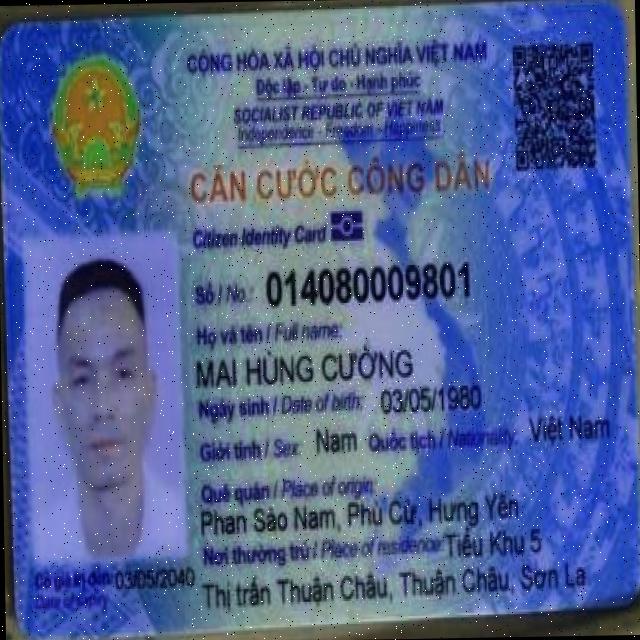 CỘNG HÒA XÃ HỘI CHỦ NGHĨA VIỆT NAM
Độc lập - Tự do - Hạnh phúc
SOCIALIST REPUBLIC OF VIET NAM
Independence - Freedom - Happiness
CĂN CƯỚC CÔNG DÂN
Citizen Identity Card
Số / No.: 014080009801
Họ và tên / Full name:
MAI HÙNG CƯỜNG
Ngày sinh / Date of birth: 03/05/1980
Giới tính / Sex: Nam Quốc tịch / Nationality: Việt Nam
Quê quán / Place of origin:
Phan Sào Nam, Phù Cừ, Hưng Yên
Nơi thường trú / Place of residence: Tiểu Khu 5
Thị trấn Thuận Châu, Thuận Châu, Sơn La
Có giá trị đến: 03/05/2040
Date of expiry